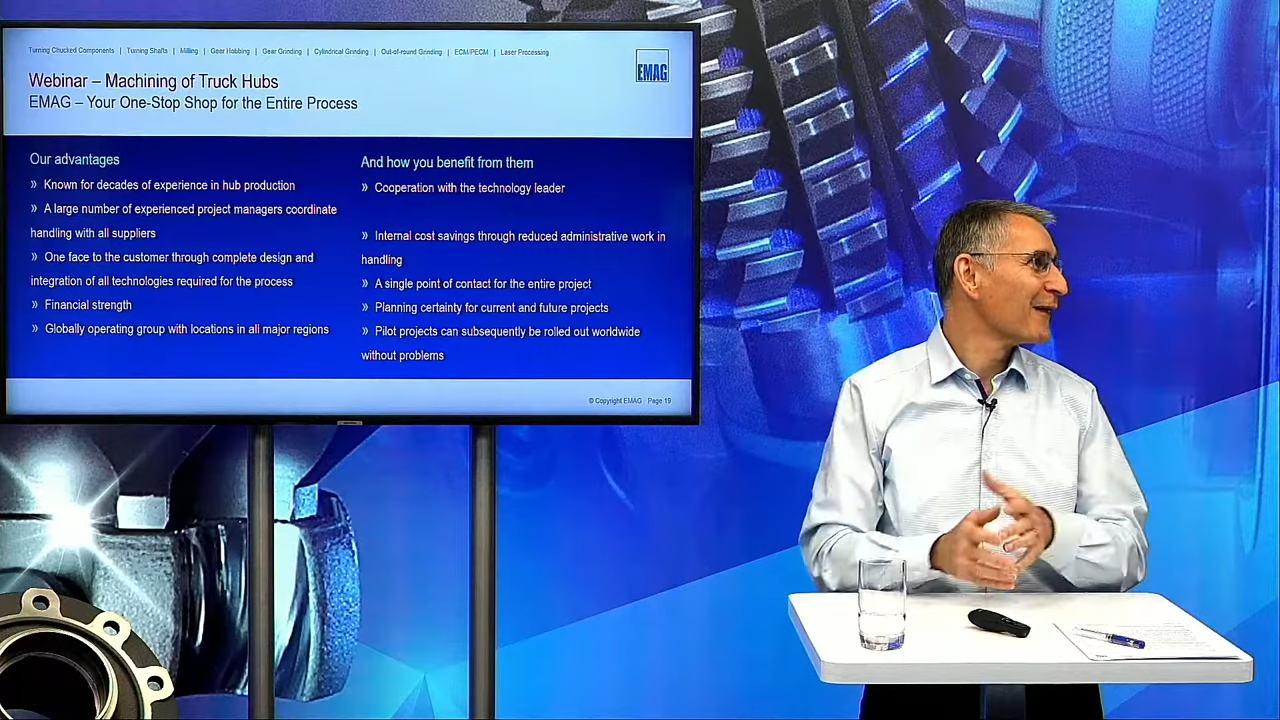 Turning Chucked Components | Turning Shafts | Milling | Gear Hobbing | Gear Grinding | Cylindrical Grinding | Out-of-round Grinding | ECM/PECM | Laser Processing
EMAG
Webinar – Machining of Truck Hubs
EMAG – Your One-Stop Shop for the Entire Process
Our advantages
» Known for decades of experience in hub production
» A large number of experienced project managers coordinate
handling with all suppliers
» One face to the customer through complete design and
integration of all technologies required for the process
» Financial strength
» Globally operating group with locations in all major regions
And how you benefit from them
» Cooperation with the technology leader
» Internal cost savings through reduced administrative work in
handling
» A single point of contact for the entire project
» Planning certainty for current and future projects
» Pilot projects can subsequently be rolled out worldwide
without problems
© Copyright EMAG · Page 19